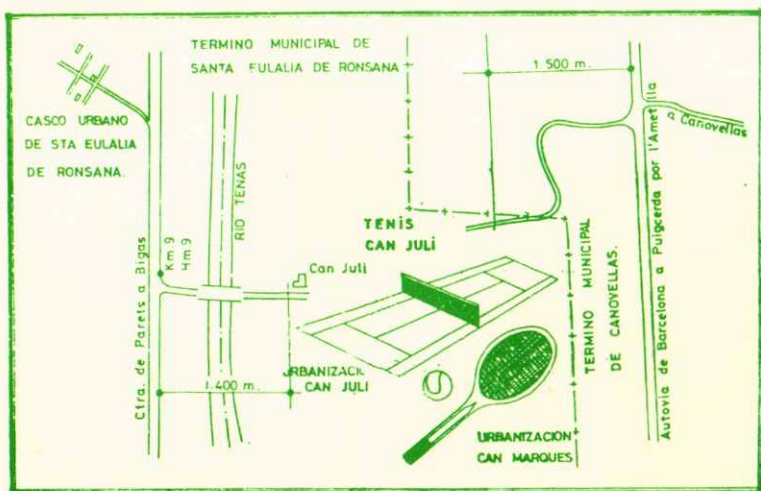 TERMINO MUNICIPAL DE
SANTA EULALIA DE RONSANA
1.500 m.
a Canovellas
CASCO URBANO
DE STA EULALIA
DE RONSANA.
RIO TENAS
Km 9
Hm 9
Ctra. de Parets a Bigas
Can Juli
TENIS
CAN JULI
TERMINO MUNICIPAL
DE CANOVELLAS.
Autovia de Barcelona a Puigcerda por l'Ametlla
1.400 m.
URBANIZACIO
CAN JULI
URBANIZACION
CAN MARQUES